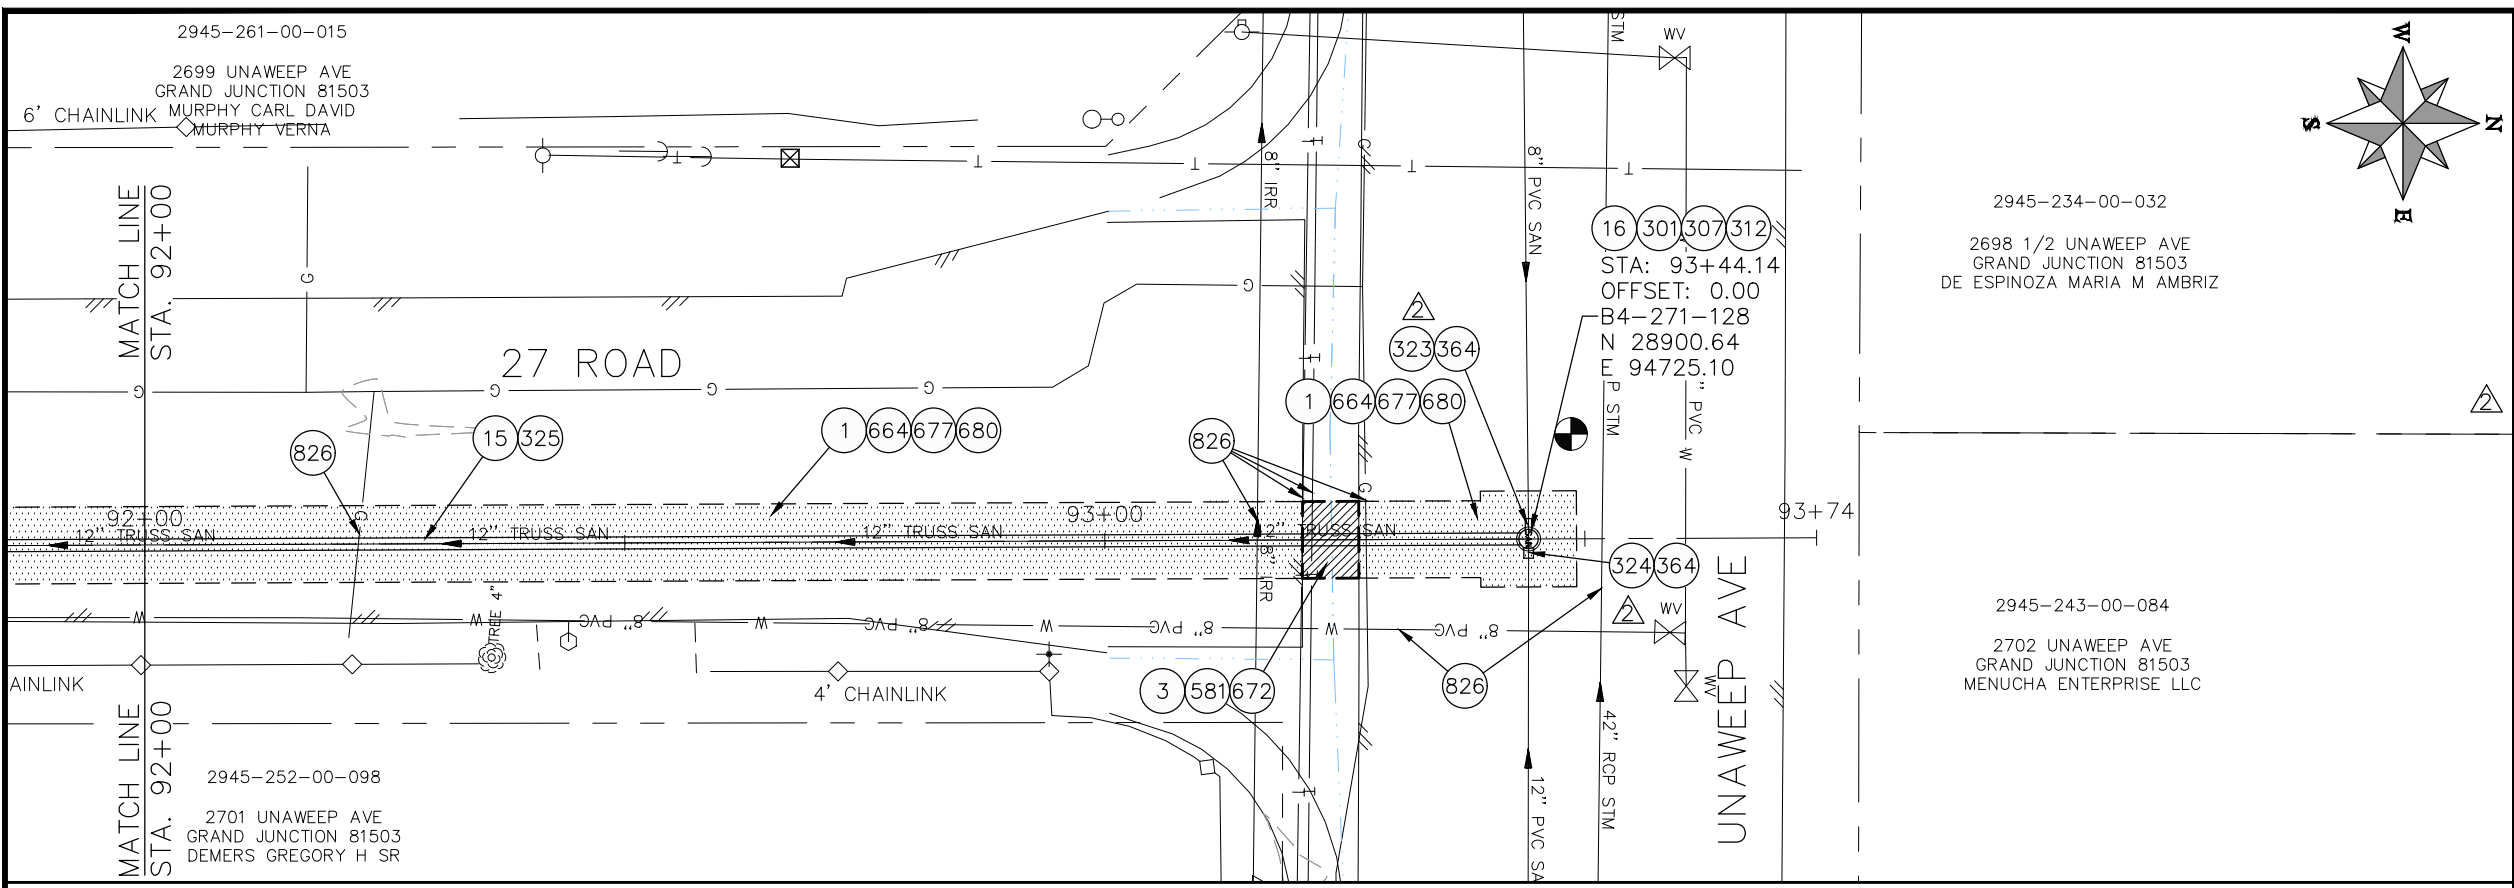 2945-261-00-015
2699 UNAWEEP AVE
GRAND JUNCTION 81503
MURPHY CARL DAVID
MURPHY VERNA
6' CHAINLINK
MATCH LINE
STA. 92+00
G
T
T
T
T
T
8" IRR
G
8" PVC SAN
STM
WV
W
N
S
E
2945-234-00-032
2698 1/2 UNAWEEP AVE
GRAND JUNCTION 81503
DE ESPINOZA MARIA M AMBRIZ
16 301 307 312
STA: 93+44.14
OFFSET: 0.00
B4-271-128
N 28900.64
E 94725.10
2
323 364
27 ROAD
G
G
G
G
G
1 664 677 680
P STM
" PVC
W
2
826
15 325
1 664 677 680
826
G
92+00
93+00
93+74
12" TRUSS SAN
12" TRUSS SAN
12" TRUSS SAN
12" TRUSS SAN
G
SAN
8" IRR
324 364
2
WV
TREE 4"
W
W
8" PVC
W
8" PVC
W
8" PVC
W
8" PVC
AINLINK
4' CHAINLINK
3 581 672
826
WV
UNAWEEP AVE
42" RCP STM
12" PVC SA
2945-243-00-084
2702 UNAWEEP AVE
GRAND JUNCTION 81503
MENUCHA ENTERPRISE LLC
MATCH LINE
STA. 92+00
2945-252-00-098
2701 UNAWEEP AVE
GRAND JUNCTION 81503
DEMERS GREGORY H SR